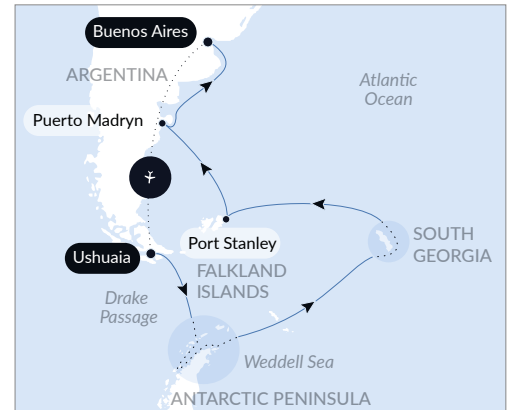 Buenos Aires
ARGENTINA
Atlantic
Ocean
Puerto Madryn
Port Stanley
SOUTH
GEORGIA
Ushuaia
FALKLAND
ISLANDS
Drake
Passage
Weddell Sea
ANTARCTIC PENINSULA